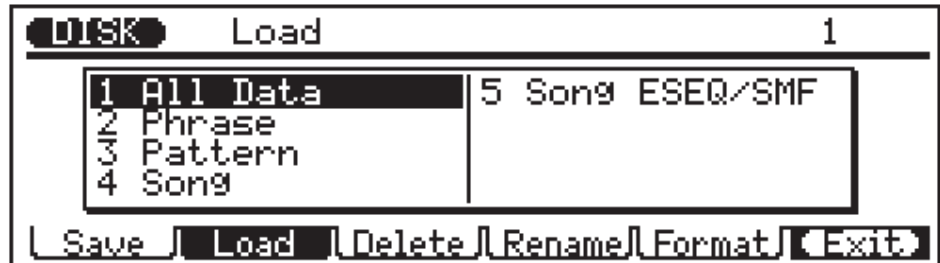 DISK Load 1
1 All Data
2 Phrase
3 Pattern
4 Song
5 Song ESEQ/SMF
Save Load Delete Rename Format Exit